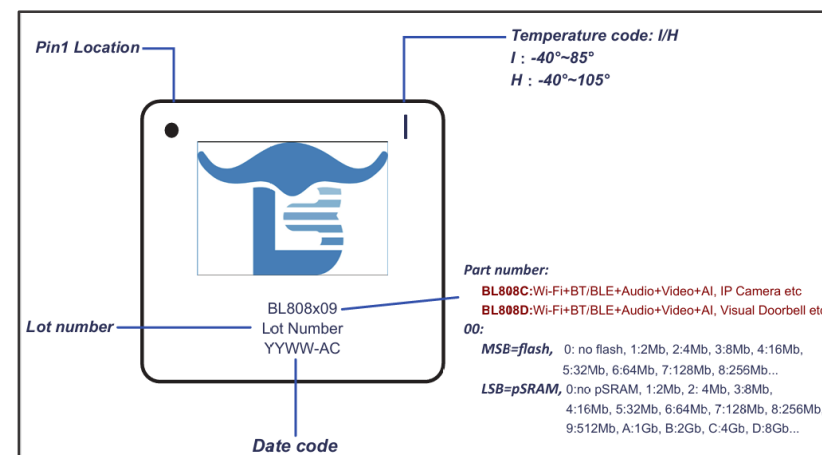 Pin1 Location
Temperature code: I/H
I : -40°~85°
H : -40°~105°
I
BL808x09
Lot number
Lot Number
YYWW-AC
Date code
Part number:
BL808C:Wi-Fi+BT/BLE+Audio+Video+AI, IP Camera etc
BL808D:Wi-Fi+BT/BLE+Audio+Video+AI, Visual Doorbell etc
00:
MSB=flash, 0: no flash, 1:2Mb, 2:4Mb, 3:8Mb, 4:16Mb,
5:32Mb, 6:64Mb, 7:128Mb, 8:256Mb...
LSB=pSRAM, 0:no pSRAM, 1:2Mb, 2: 4Mb, 3:8Mb,
4:16Mb, 5:32Mb, 6:64Mb, 7:128Mb, 8:256Mb,
9:512Mb, A:1Gb, B:2Gb, C:4Gb, D:8Gb...